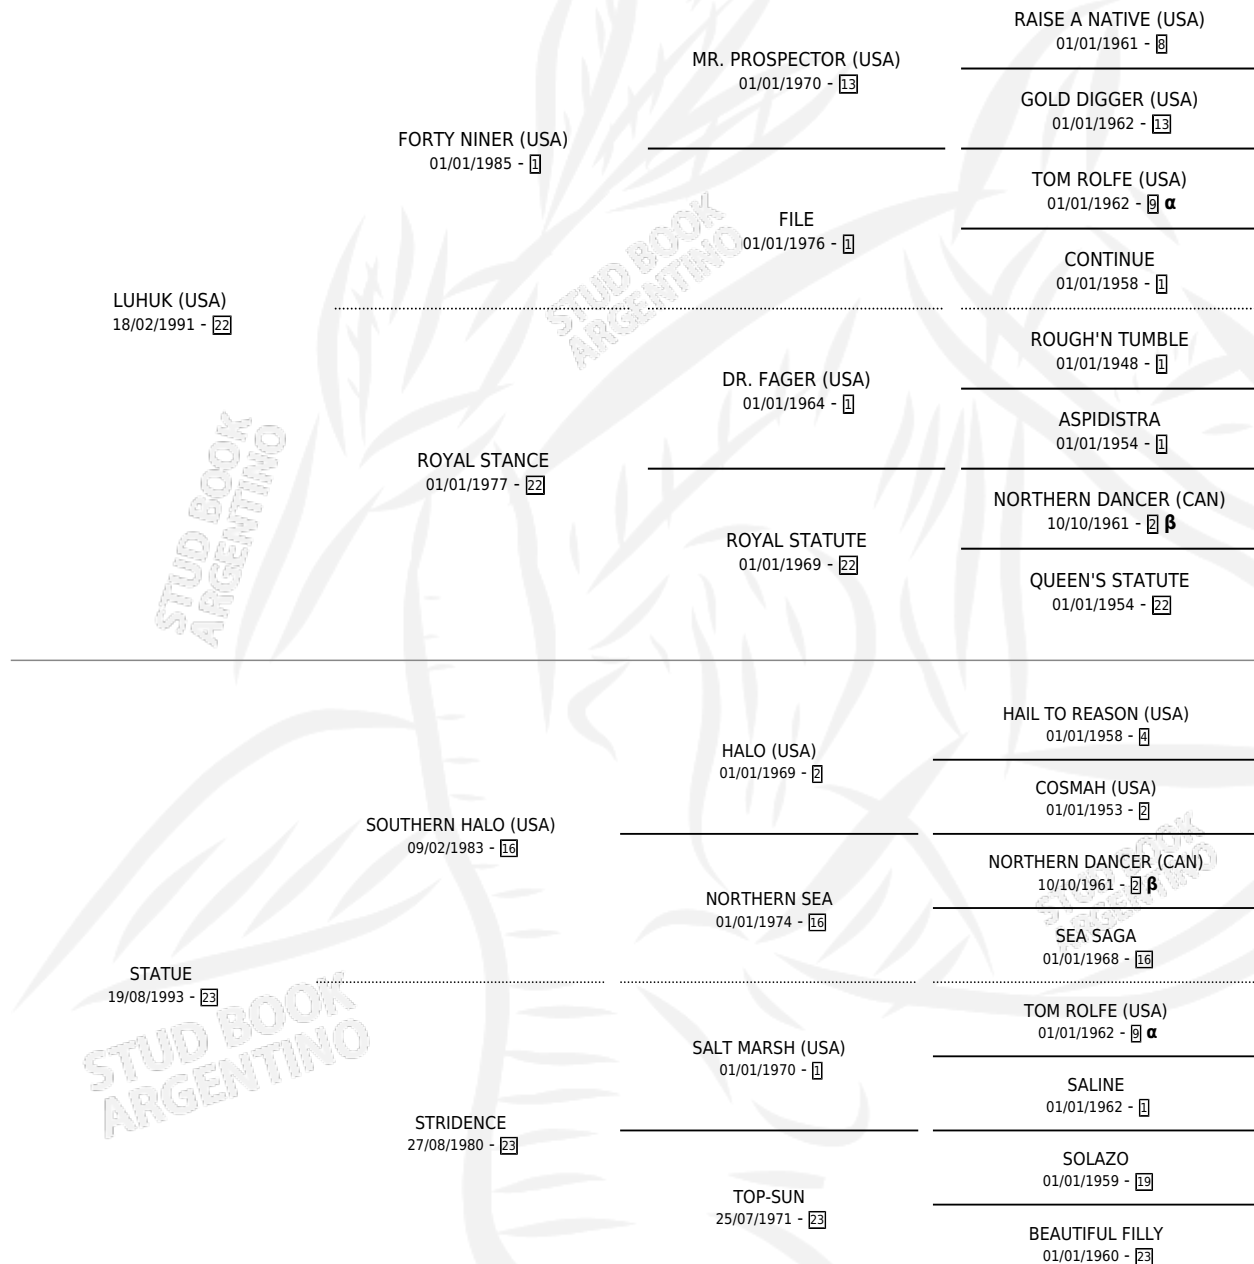 RAISE A NATIVE (USA)
01/01/1961 - 8
MR. PROSPECTOR (USA)
01/01/1970 - 13
GOLD DIGGER (USA)
01/01/1962 - 13
FORTY NINER (USA)
01/01/1985 - 1
TOM ROLFE (USA)
01/01/1962 - 9 α
FILE
01/01/1976 - 1
CONTINUE
01/01/1958 - 1
LUHUK (USA)
18/02/1991 - 22
ROUGH'N TUMBLE
01/01/1948 - 1
DR. FAGER (USA)
01/01/1964 - 1
ASPIDISTRA
01/01/1954 - 1
ROYAL STANCE
01/01/1977 - 22
NORTHERN DANCER (CAN)
10/10/1961 - 2 β
ROYAL STATUTE
01/01/1969 - 22
QUEEN'S STATUTE
01/01/1954 - 22
STUD BOOK
ARGENTINO
STUD BOOK
ARGENTINO
HAIL TO REASON (USA)
01/01/1958 - 4
HALO (USA)
01/01/1969 - 2
COSMAH (USA)
01/01/1953 - 2
SOUTHERN HALO (USA)
09/02/1983 - 16
NORTHERN DANCER (CAN)
10/10/1961 - 2 β
NORTHERN SEA
01/01/1974 - 16
SEA SAGA
01/01/1968 - 16
STATUE
19/08/1993 - 23
TOM ROLFE (USA)
01/01/1962 - 9 α
SALT MARSH (USA)
01/01/1970 - 1
SALINE
01/01/1962 - 1
STRIDENCE
27/08/1980 - 23
SOLAZO
01/01/1959 - 19
TOP-SUN
25/07/1971 - 23
BEAUTIFUL FILLY
01/01/1960 - 23
STUD BOOK
ARGENTINO
STUD BOOK
ARGENTINO